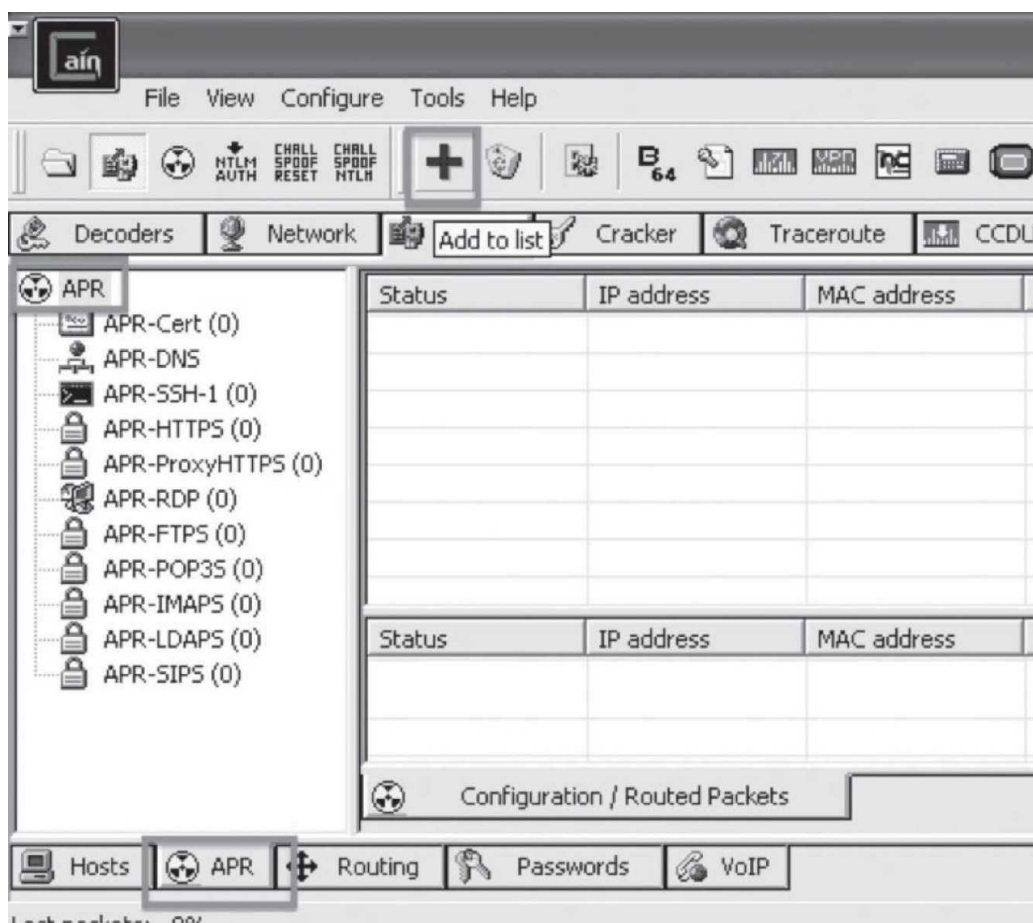 aín
File View Configure Tools Help
NTLM AUTH
CHALL SPOOF RESET
CHALL SPOOF NTLM
B 64
VPN
Decoders Network Add to list Cracker Traceroute CCDU
APR
APR-Cert (0)
APR-DNS
APR-SSH-1 (0)
APR-HTTPS (0)
APR-ProxyHTTPS (0)
APR-RDP (0)
APR-FTPS (0)
APR-POP3S (0)
APR-IMAPS (0)
APR-LDAPS (0)
APR-SIPS (0)
Status IP address MAC address
Status IP address MAC address
Configuration / Routed Packets
Hosts APR Routing Passwords VoIP